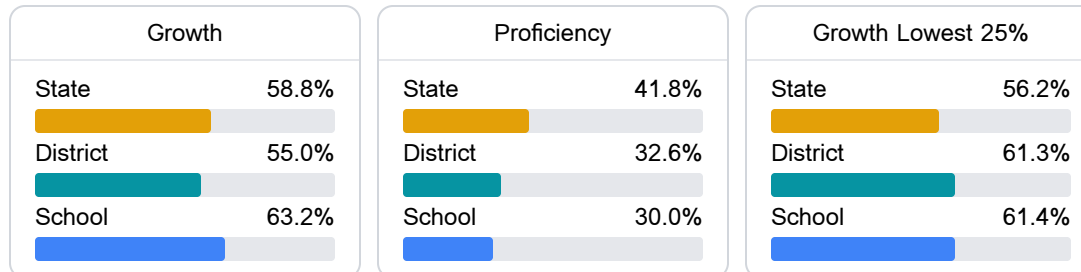 Growth
State 58.8%
District 55.0%
School 63.2%
Proficiency
State 41.8%
District 32.6%
School 30.0%
Growth Lowest 25%
State 56.2%
District 61.3%
School 61.4%